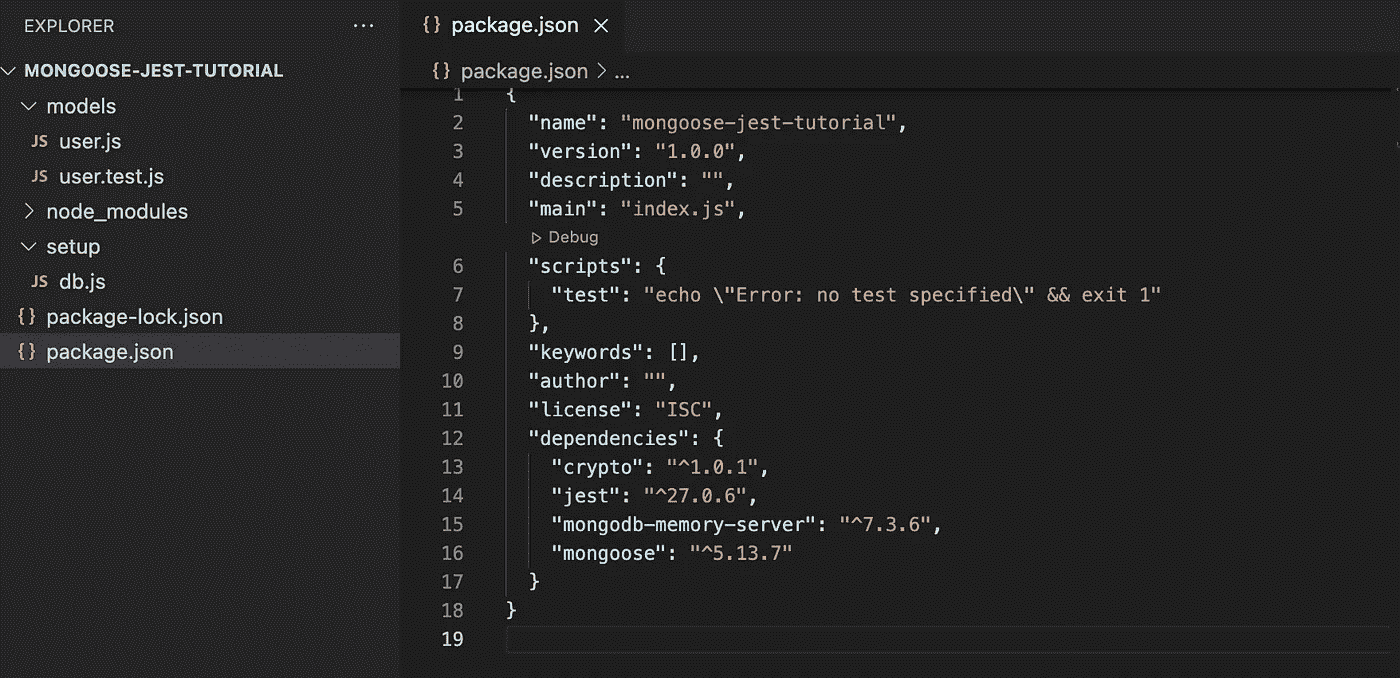 EXPLORER ...
MONGOOSE-JEST-TUTORIAL
models
JS user.js
JS user.test.js
node_modules
setup
JS db.js
{} package-lock.json
{} package.json
{} package.json ×
{} package.json > ...
1 {
2 "name": "mongoose-jest-tutorial",
3 "version": "1.0.0",
4 "description": "",
5 "main": "index.js",
Debug
6 "scripts": {
7 "test": "echo \"Error: no test specified\" && exit 1"
8 },
9 "keywords": [],
10 "author": "",
11 "license": "ISC",
12 "dependencies": {
13 "crypto": "^1.0.1",
14 "jest": "^27.0.6",
15 "mongodb-memory-server": "^7.3.6",
16 "mongoose": "^5.13.7"
17 }
18 }
19